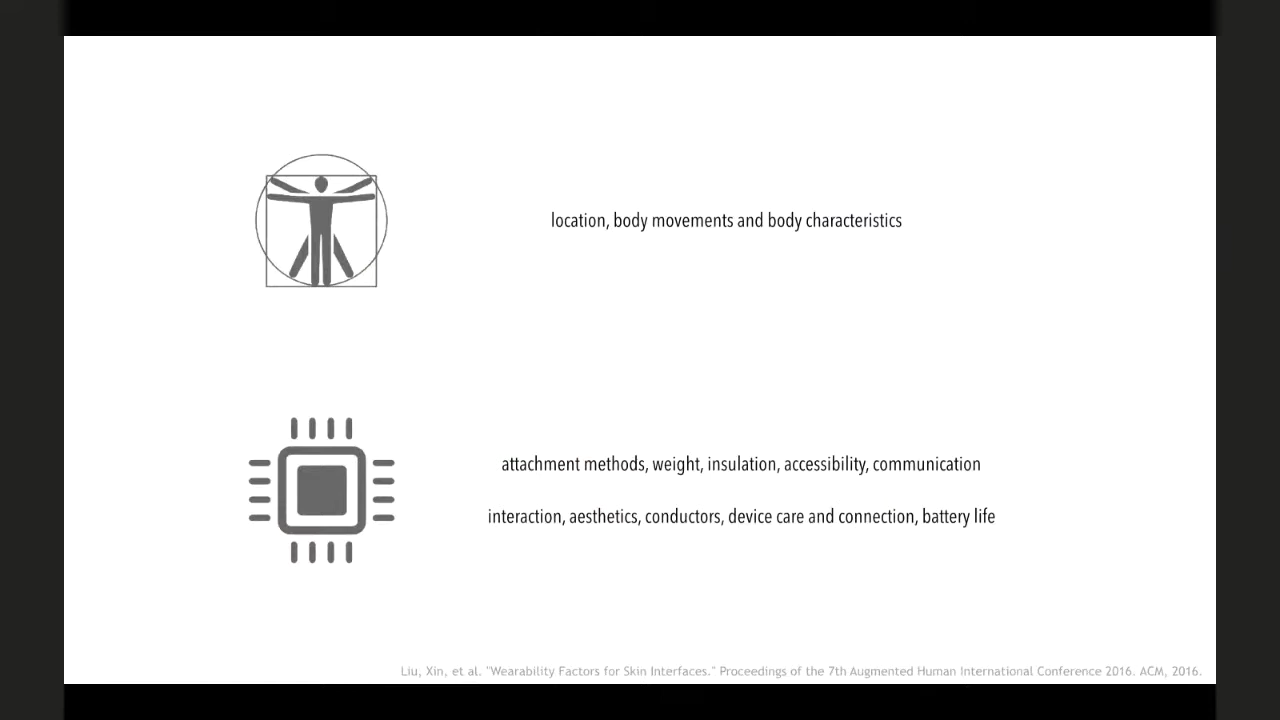 location, body movements and body characteristics
attachment methods, weight, insulation, accessibility, communication
interaction, aesthetics, conductors, device care and connection, battery life
Liu, Xin, et al. "Wearability Factors for Skin Interfaces." Proceedings of the 7th Augmented Human International Conference 2016. ACM, 2016.